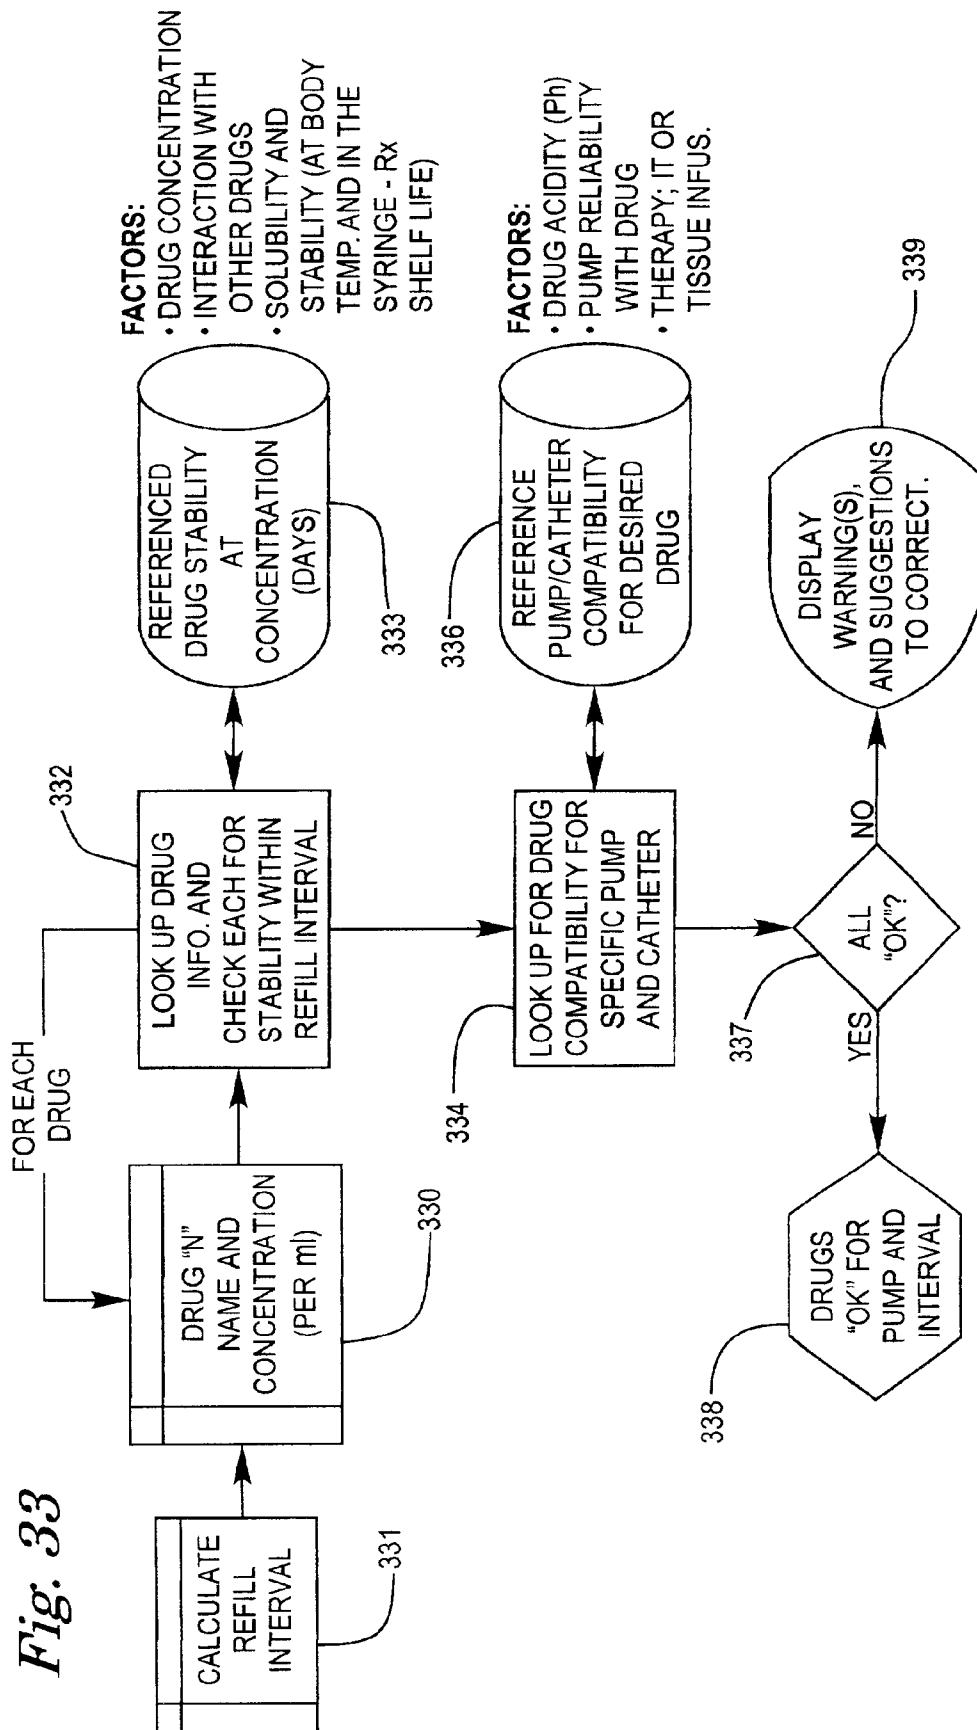 Fig. 33
CALCULATE
REFILL
INTERVAL
331
DRUG "N"
NAME AND
CONCENTRATION
(PER ml)
330
FOR EACH
DRUG
LOOK UP DRUG
INFO. AND
CHECK EACH FOR
STABILITY WITHIN
REFILL INTERVAL
332
REFERENCED
DRUG STABILITY
AT
CONCENTRATION
(DAYS)
333
FACTORS:
• DRUG CONCENTRATION
• INTERACTION WITH
OTHER DRUGS
• SOLUBILITY AND
STABILITY (AT BODY
TEMP. AND IN THE
SYRINGE - Rx
SHELF LIFE)
LOOK UP FOR DRUG
COMPATIBILITY FOR
SPECIFIC PUMP
AND CATHETER
334
REFERENCE
PUMP/CATHETER
COMPATIBILITY
FOR DESIRED
DRUG
336
FACTORS:
• DRUG ACIDITY (Ph)
• PUMP RELIABILITY
WITH DRUG
• THERAPY; IT OR
TISSUE INFUS.
ALL
"OK"?
337
YES
NO
DRUGS
"OK" FOR
PUMP AND
INTERVAL
338
DISPLAY
WARNING(S),
AND SUGGESTIONS
TO CORRECT.
339